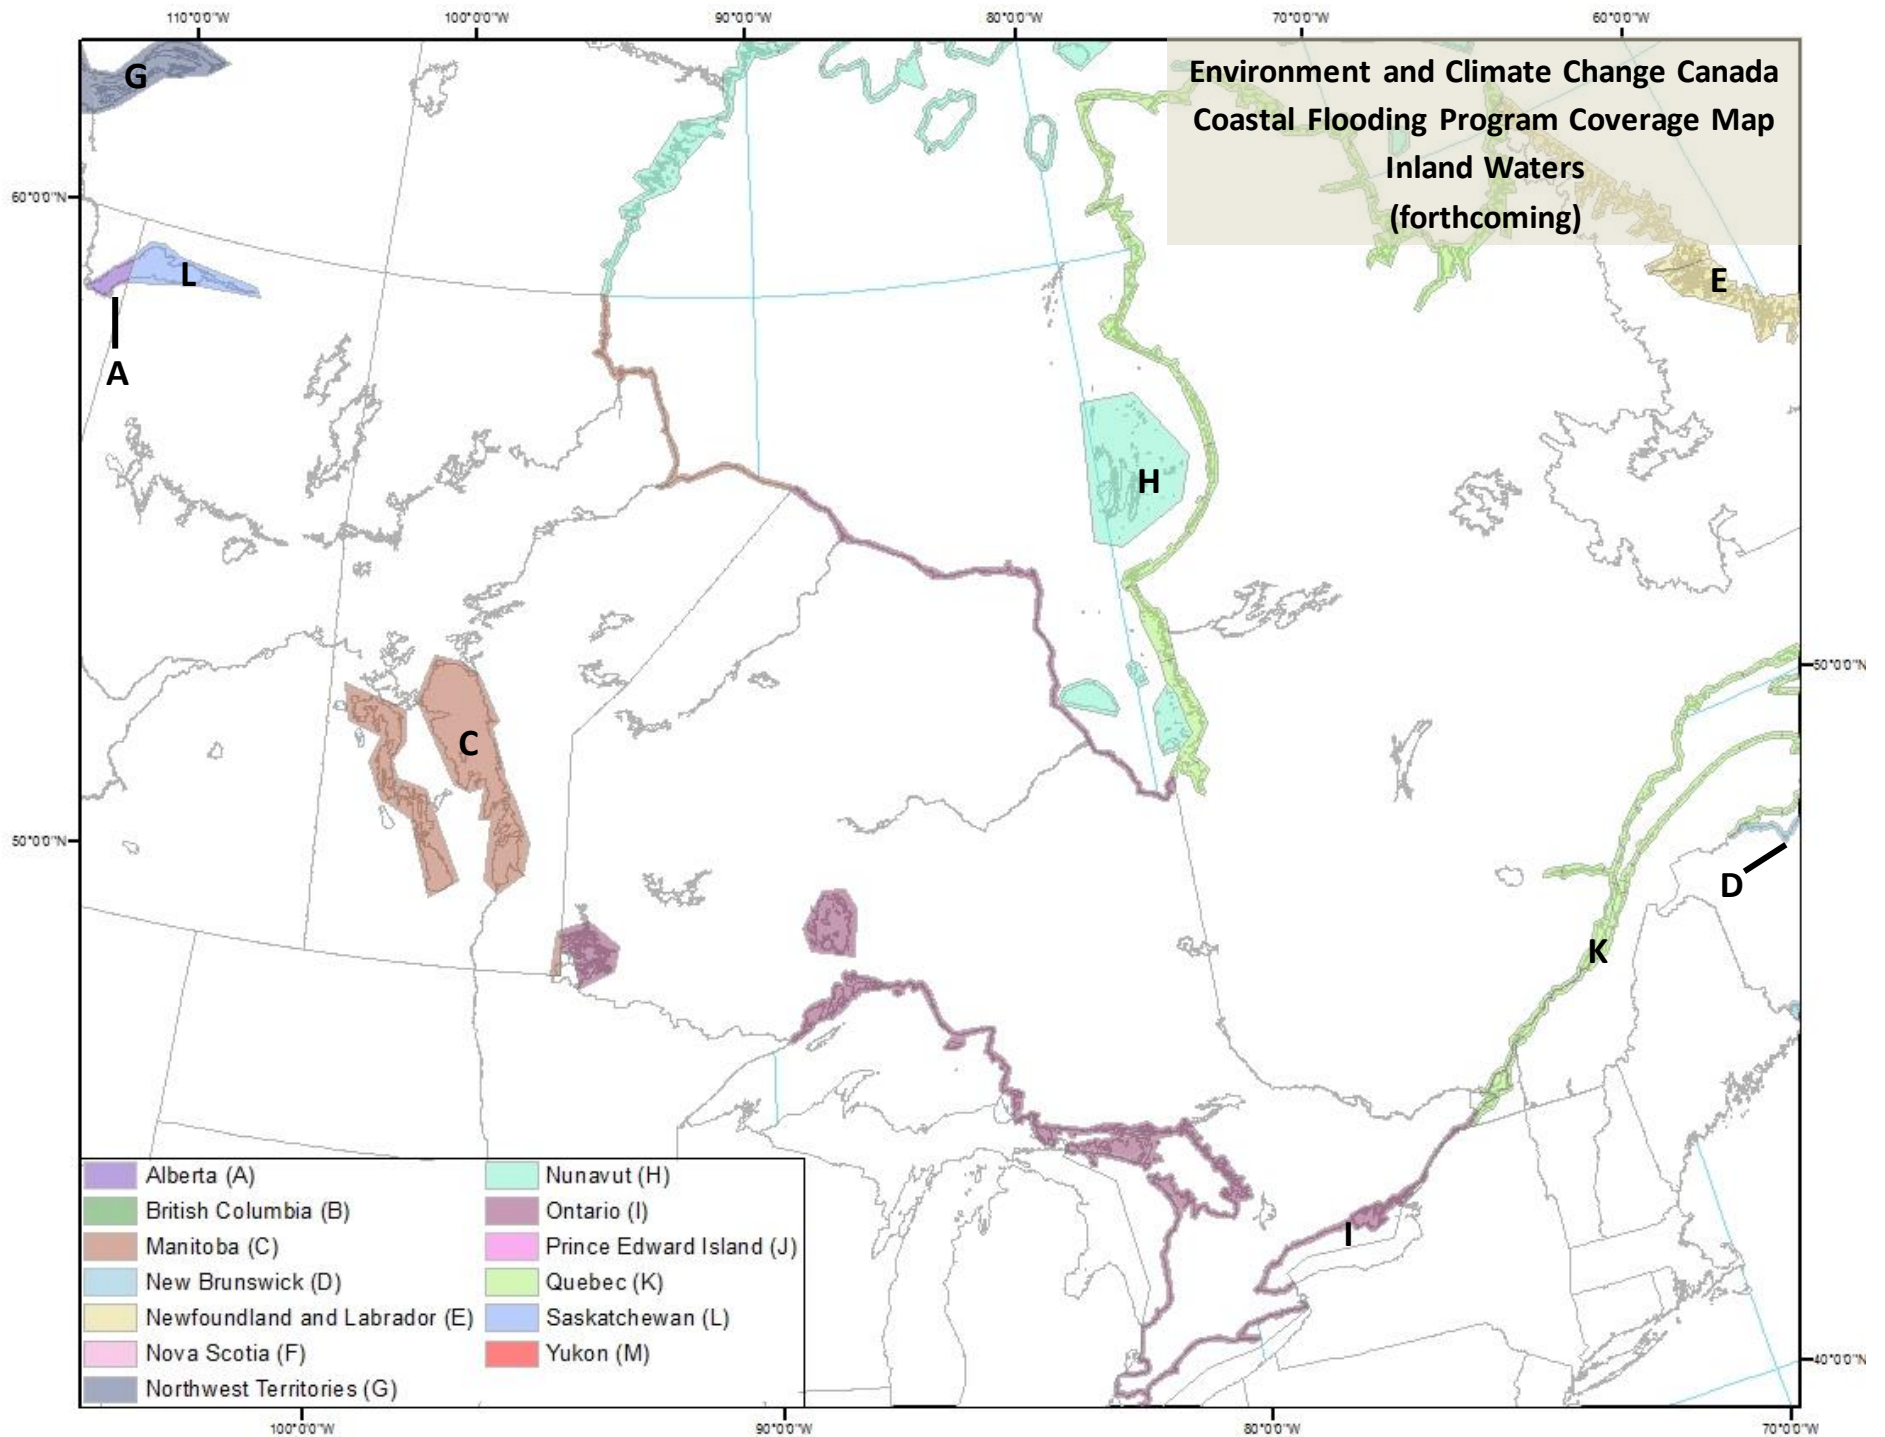 110°0'0"W 100°0'0"W 90°0'0"W 80°0'0"W 70°0'0"W 60°0'0"W
Environment and Climate Change Canada
Coastal Flooding Program Coverage Map
Inland Waters
(forthcoming)
G
60°0'0"N
L
E
A
H
50°0'0"N
C
50°0'0"N
D
K
I
Alberta (A)
British Columbia (B)
Manitoba (C)
New Brunswick (D)
Newfoundland and Labrador (E)
Nova Scotia (F)
Northwest Territories (G)
Nunavut (H)
Ontario (I)
Prince Edward Island (J)
Quebec (K)
Saskatchewan (L)
Yukon (M)
40°0'0"N
100°0'0"W 90°0'0"W 80°0'0"W 70°0'0"W